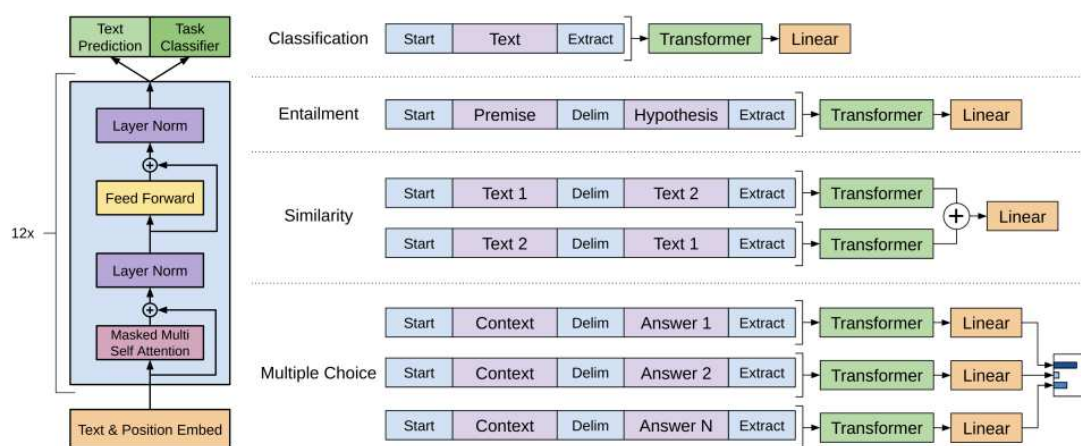 Text Prediction
Task Classifier
Layer Norm
Feed Forward
12x
Layer Norm
Masked Multi Self Attention
Text & Position Embed
Classification Start Text Extract Transformer Linear
Entailment Start Premise Delim Hypothesis Extract Transformer Linear
Similarity
Start Text 1 Delim Text 2 Extract Transformer
+ Linear
Start Text 2 Delim Text 1 Extract Transformer
Multiple Choice
Start Context Delim Answer 1 Extract Transformer Linear
Start Context Delim Answer 2 Extract Transformer Linear
Start Context Delim Answer N Extract Transformer Linear